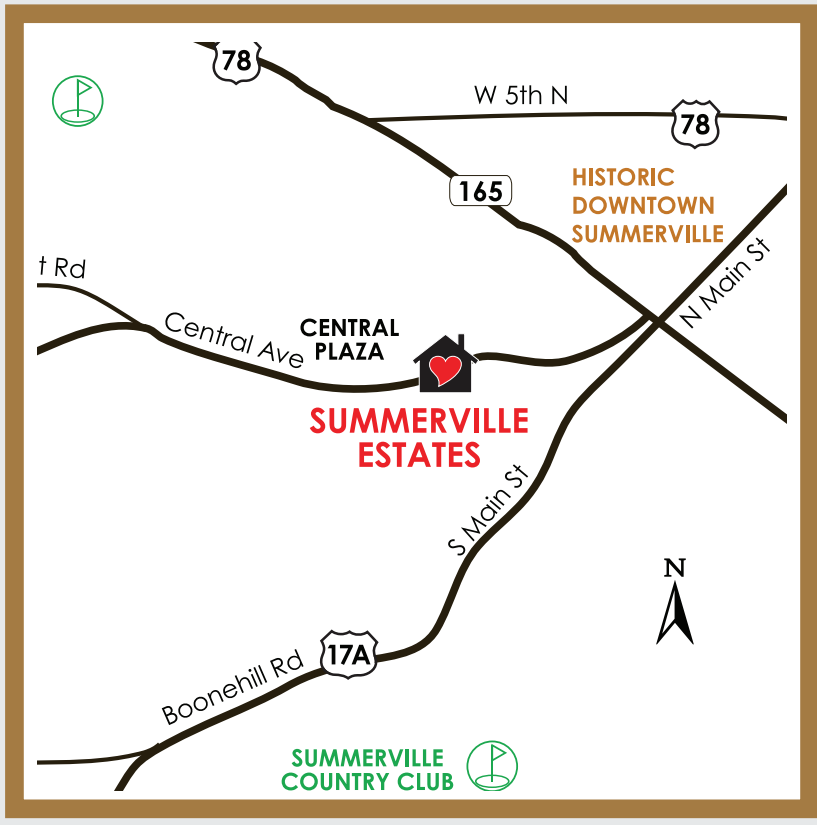 78
W 5th N
78
165
HISTORIC
DOWNTOWN
SUMMERVILLE
t Rd
N Main St
Central Ave
CENTRAL
PLAZA
SUMMERVILLE
ESTATES
S Main St
N
17A
Boonehill Rd
SUMMERVILLE
COUNTRY CLUB